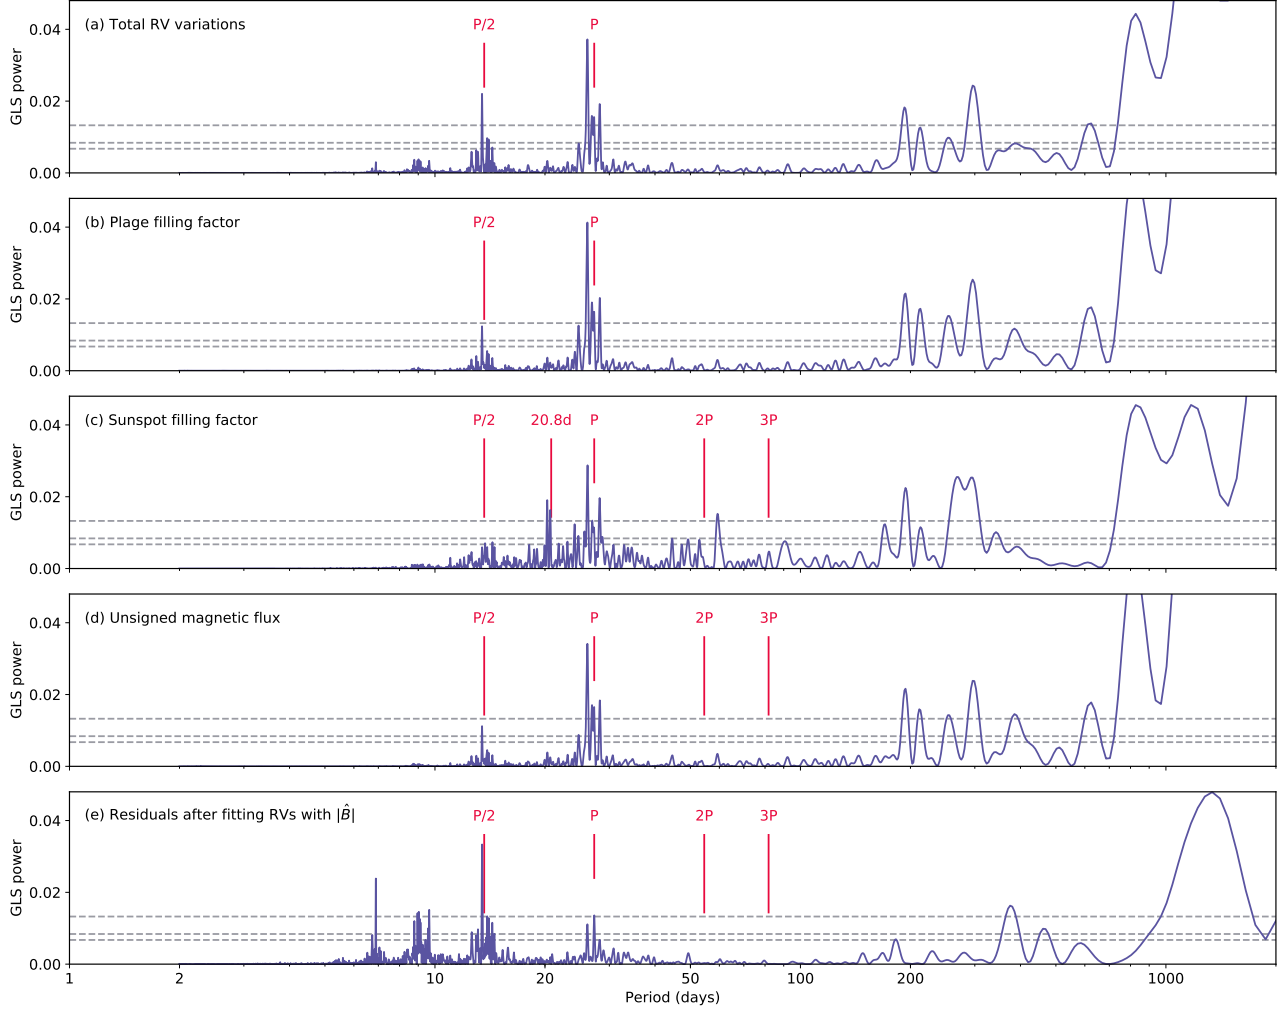 (a) Total RV variations
P/2 P
GLS power
0.04
0.02
0.00
(b) Plage filling factor
P/2 P
GLS power
0.04
0.02
0.00
(c) Sunspot filling factor
P/2 20.8d P 2P 3P
GLS power
0.04
0.02
0.00
(d) Unsigned magnetic flux
P/2 P 2P 3P
GLS power
0.04
0.02
0.00
(e) Residuals after fitting RVs with |B̂|
P/2 P 2P 3P
GLS power
0.04
0.02
0.00
1 2 10 20 50 100 200 1000
Period (days)